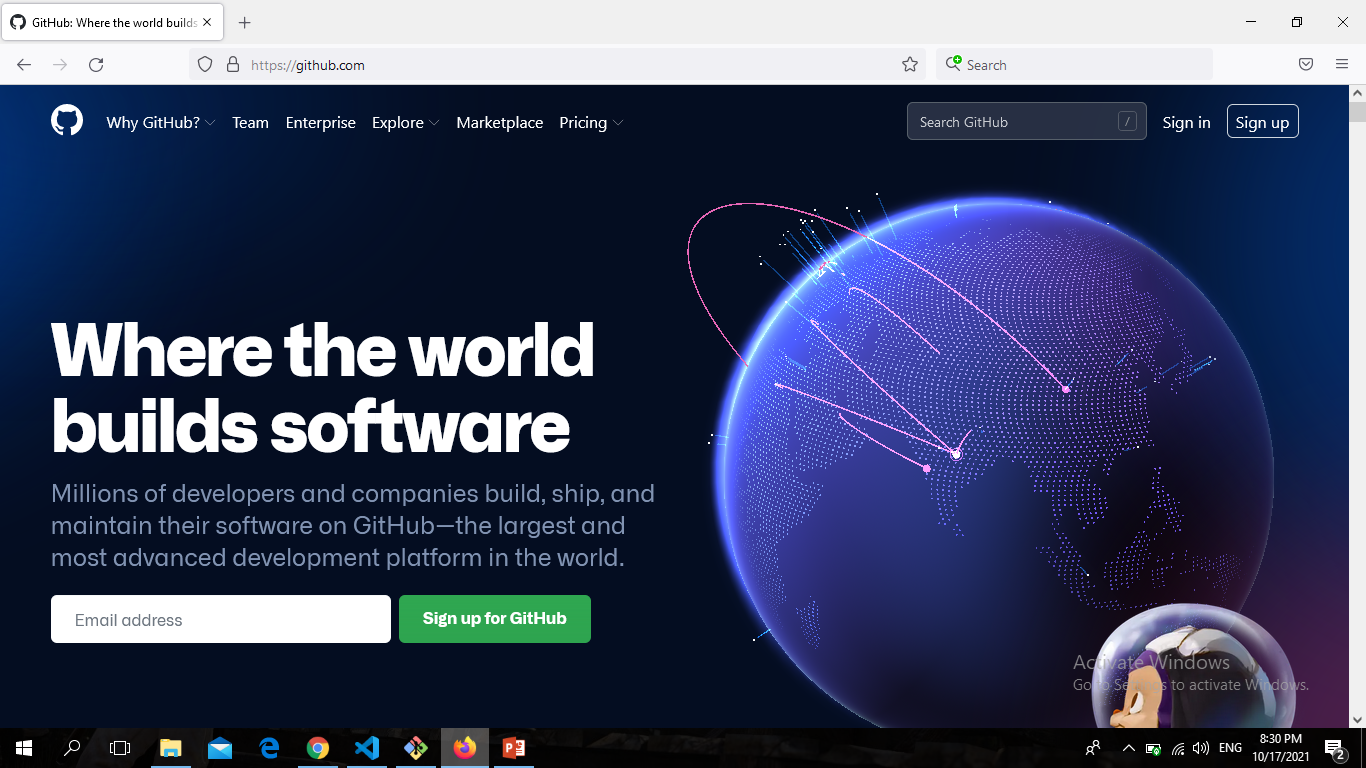 GitHub: Where the world builds
https://github.com
Search
Why GitHub?
Team
Enterprise
Explore
Marketplace
Pricing
Search GitHub
/
Sign in
Sign up
Where the world
builds software
Millions of developers and companies build, ship, and
maintain their software on GitHub—the largest and
most advanced development platform in the world.
Email address
Sign up for GitHub
Activate Windows
Go to Settings to activate Windows.
ENG
8:30 PM
10/17/2021
2